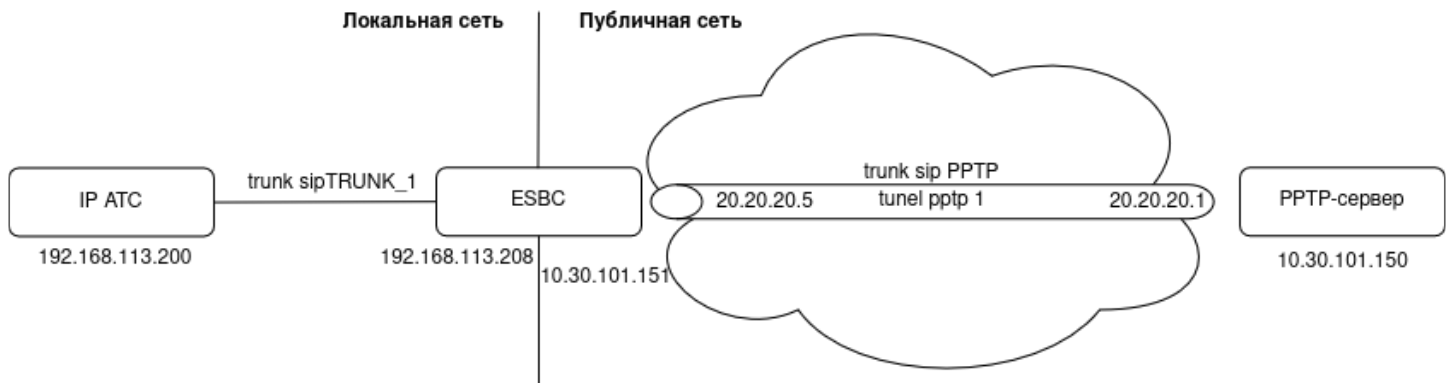 Локальная сеть
Публичная сеть
trunk sip PPTP
IP АТС
trunk sipTRUNK_1
ESBC
20.20.20.5
tunel pptp 1
20.20.20.1
PPTP-сервер
192.168.113.200
192.168.113.208
10.30.101.151
10.30.101.150